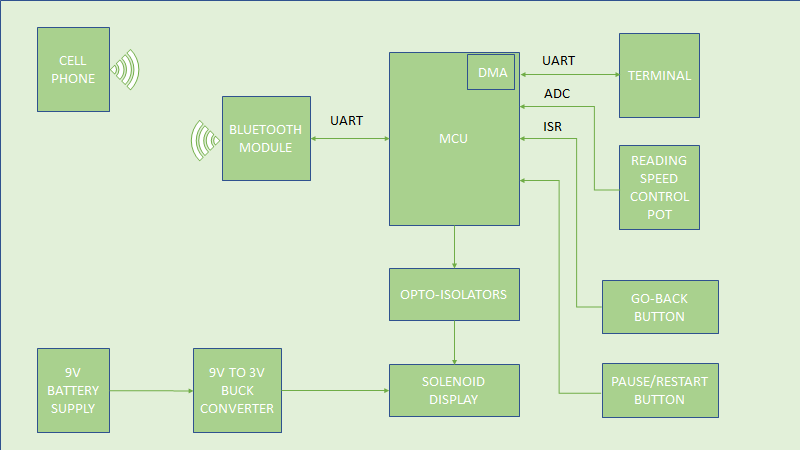 CELL
PHONE
BLUETOOTH
MODULE
UART
DMA
MCU
UART
ADC
ISR
TERMINAL
READING
SPEED
CONTROL
POT
OPTO-ISOLATORS
GO-BACK
BUTTON
9V
BATTERY
SUPPLY
9V TO 3V
BUCK
CONVERTER
SOLENOID
DISPLAY
PAUSE/RESTART
BUTTON